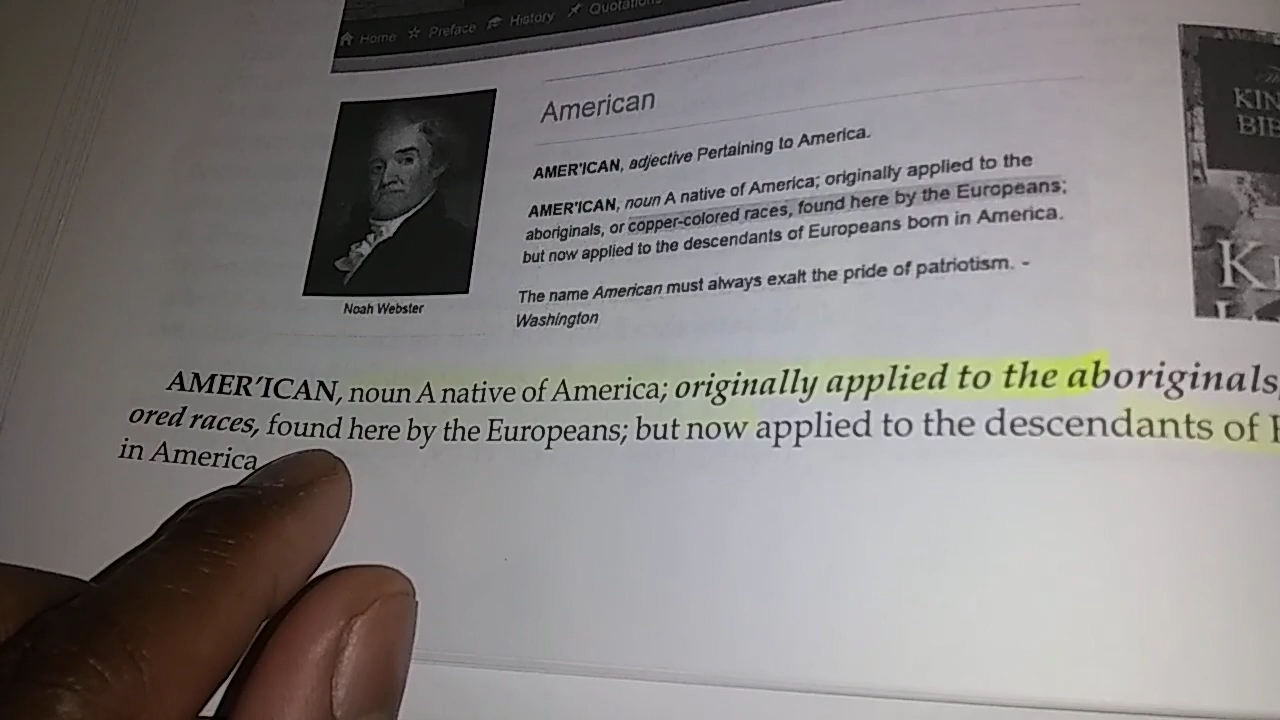 Home Preface History Quotations
American
AMER'ICAN, adjective Pertaining to America.
AMER'ICAN, noun A native of America; originally applied to the
aboriginals, or copper-colored races, found here by the Europeans;
but now applied to the descendants of Europeans born in America.
The name American must always exalt the pride of patriotism. -
Washington
Noah Webster
KIN
BIB
K
AMER'ICAN, noun A native of America; originally applied to the aboriginals,
ored races, found here by the Europeans; but now applied to the descendants of
in America